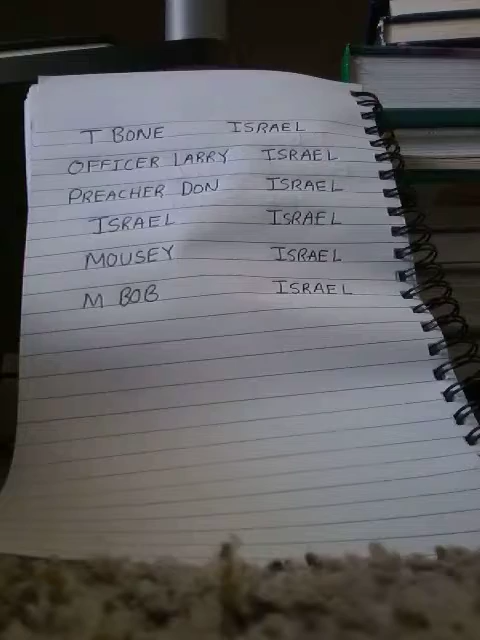 T BONE ISRAEL
OFFICER LARRY ISRAEL
PREACHER DON ISRAEL
ISRAEL ISRAEL
MOUSEY ISRAEL
M BOB ISRAEL